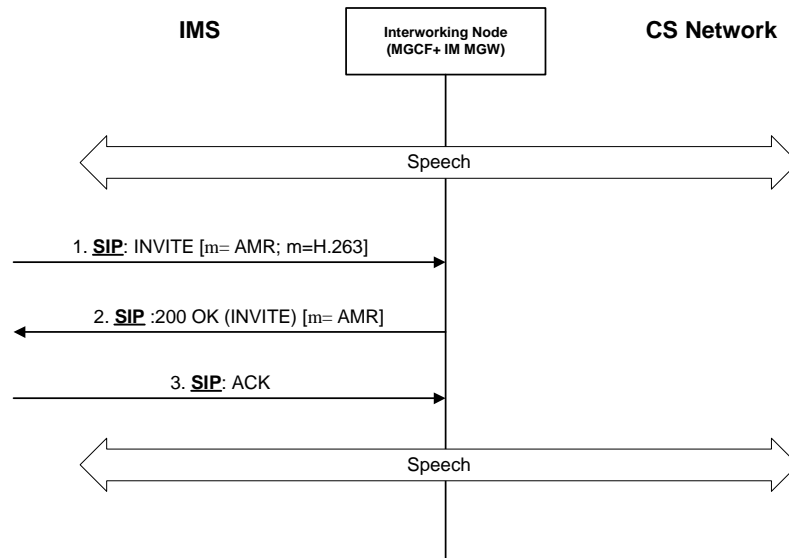 IMS
Interworking Node
(MGCF+ IM MGW)
CS Network
Speech
1. SIP: INVITE [m= AMR; m=H.263]
2. SIP :200 OK (INVITE) [m= AMR]
3. SIP: ACK
Speech